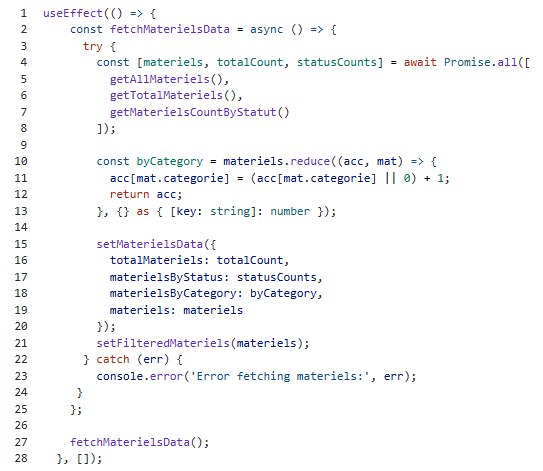 1 useEffect(() => {
2 const fetchMaterielsData = async () => {
3 try {
4 const [materiels, totalCount, statusCounts] = await Promise.all([
5 getAllMateriels(),
6 getTotalMateriels(),
7 getMaterielsCountByStatut()
8 ]);
9
10 const byCategory = materiels.reduce((acc, mat) => {
11 acc[mat.categorie] = (acc[mat.categorie] || 0) + 1;
12 return acc;
13 }, {} as { [key: string]: number });
14
15 setMaterielsData({
16 totalMateriels: totalCount,
17 materielsByStatus: statusCounts,
18 materielsByCategory: byCategory,
19 materiels: materiels
20 });
21 setFilteredMateriels(materiels);
22 } catch (err) {
23 console.error('Error fetching materiels:', err);
24 }
25 };
26
27 fetchMaterielsData();
28 }, []);